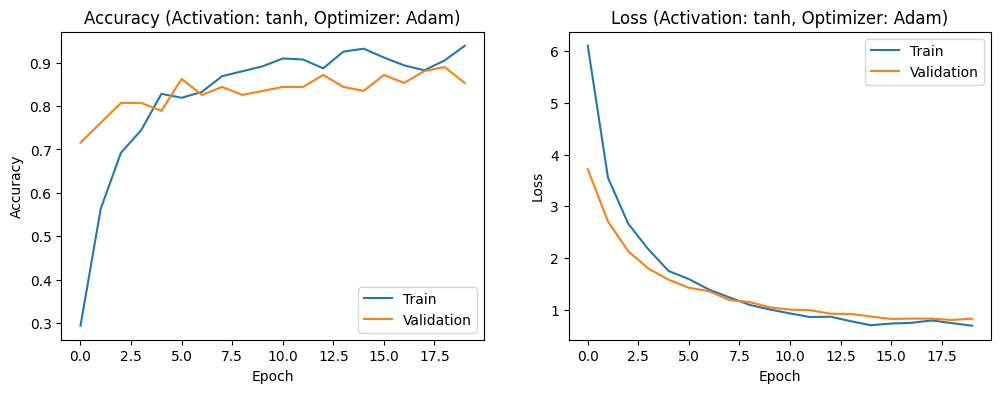 Accuracy (Activation: tanh, Optimizer: Adam)
0.9
0.8
0.7
0.6
0.5
0.4
0.3
Accuracy
0.0 2.5 5.0 7.5 10.0 12.5 15.0 17.5
Epoch
Train
Validation
Loss (Activation: tanh, Optimizer: Adam)
6
5
4
3
2
1
Loss
0.0 2.5 5.0 7.5 10.0 12.5 15.0 17.5
Epoch
Train
Validation